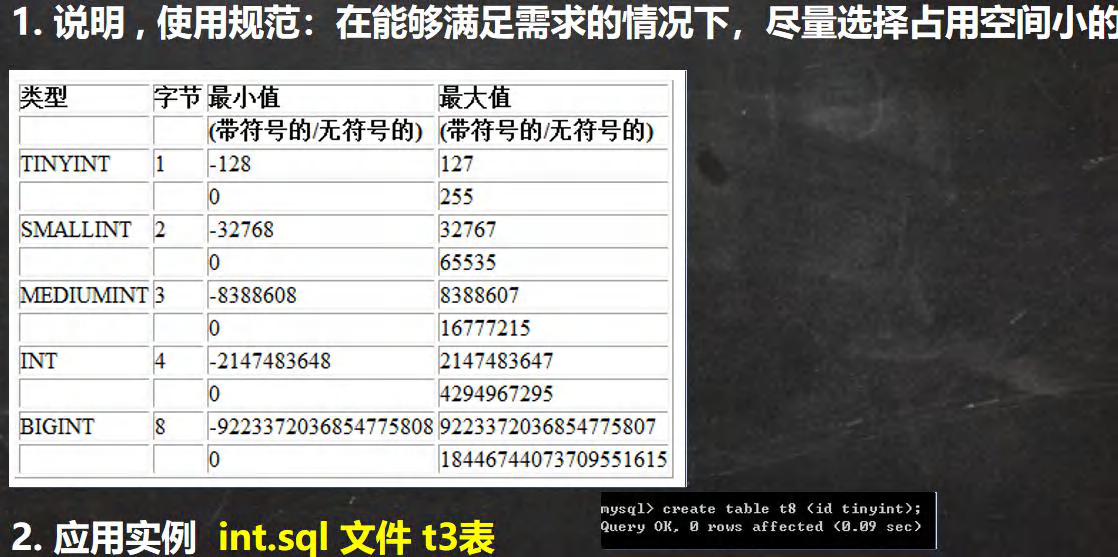 1. 说明 , 使用规范：在能够满足需求的情况下，尽量选择占用空间小的
类型 字节 最小值 最大值
(带符号的/无符号的) (带符号的/无符号的)
TINYINT 1 -128 127
0 255
SMALLINT 2 -32768 32767
0 65535
MEDIUMINT 3 -8388608 8388607
0 16777215
INT 4 -2147483648 2147483647
0 4294967295
BIGINT 8 -9223372036854775808 9223372036854775807
0 18446744073709551615
mysql> create table t8 (id tinyint);
Query OK, 0 rows affected (0.09 sec)
2. 应用实例 int.sql 文件 t3表